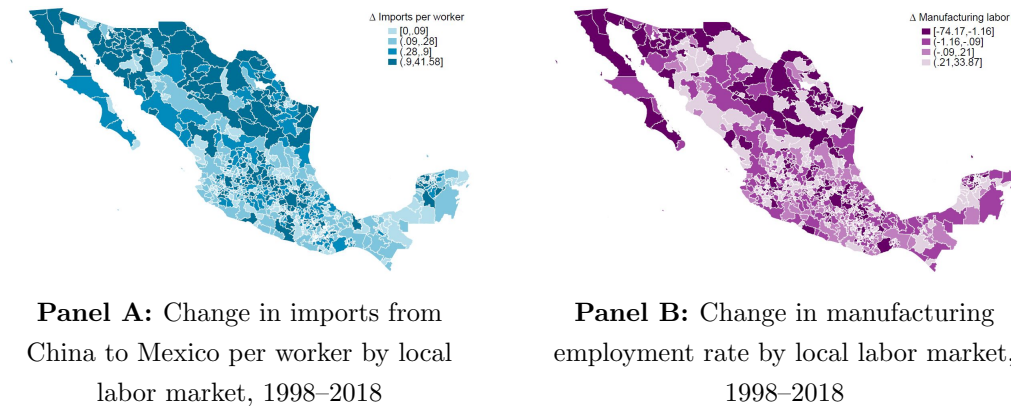 Δ Imports per worker
[0,.09]
(.09,.28]
(.28,.9]
(.9,41.58]
Δ Manufacturing labor
[-74.17,-1.16]
(-1.16,-.09]
(-.09,.21]
(.21,33.87]
Panel A: Change in imports from
China to Mexico per worker by local
labor market, 1998–2018
Panel B: Change in manufacturing
employment rate by local labor market,
1998–2018